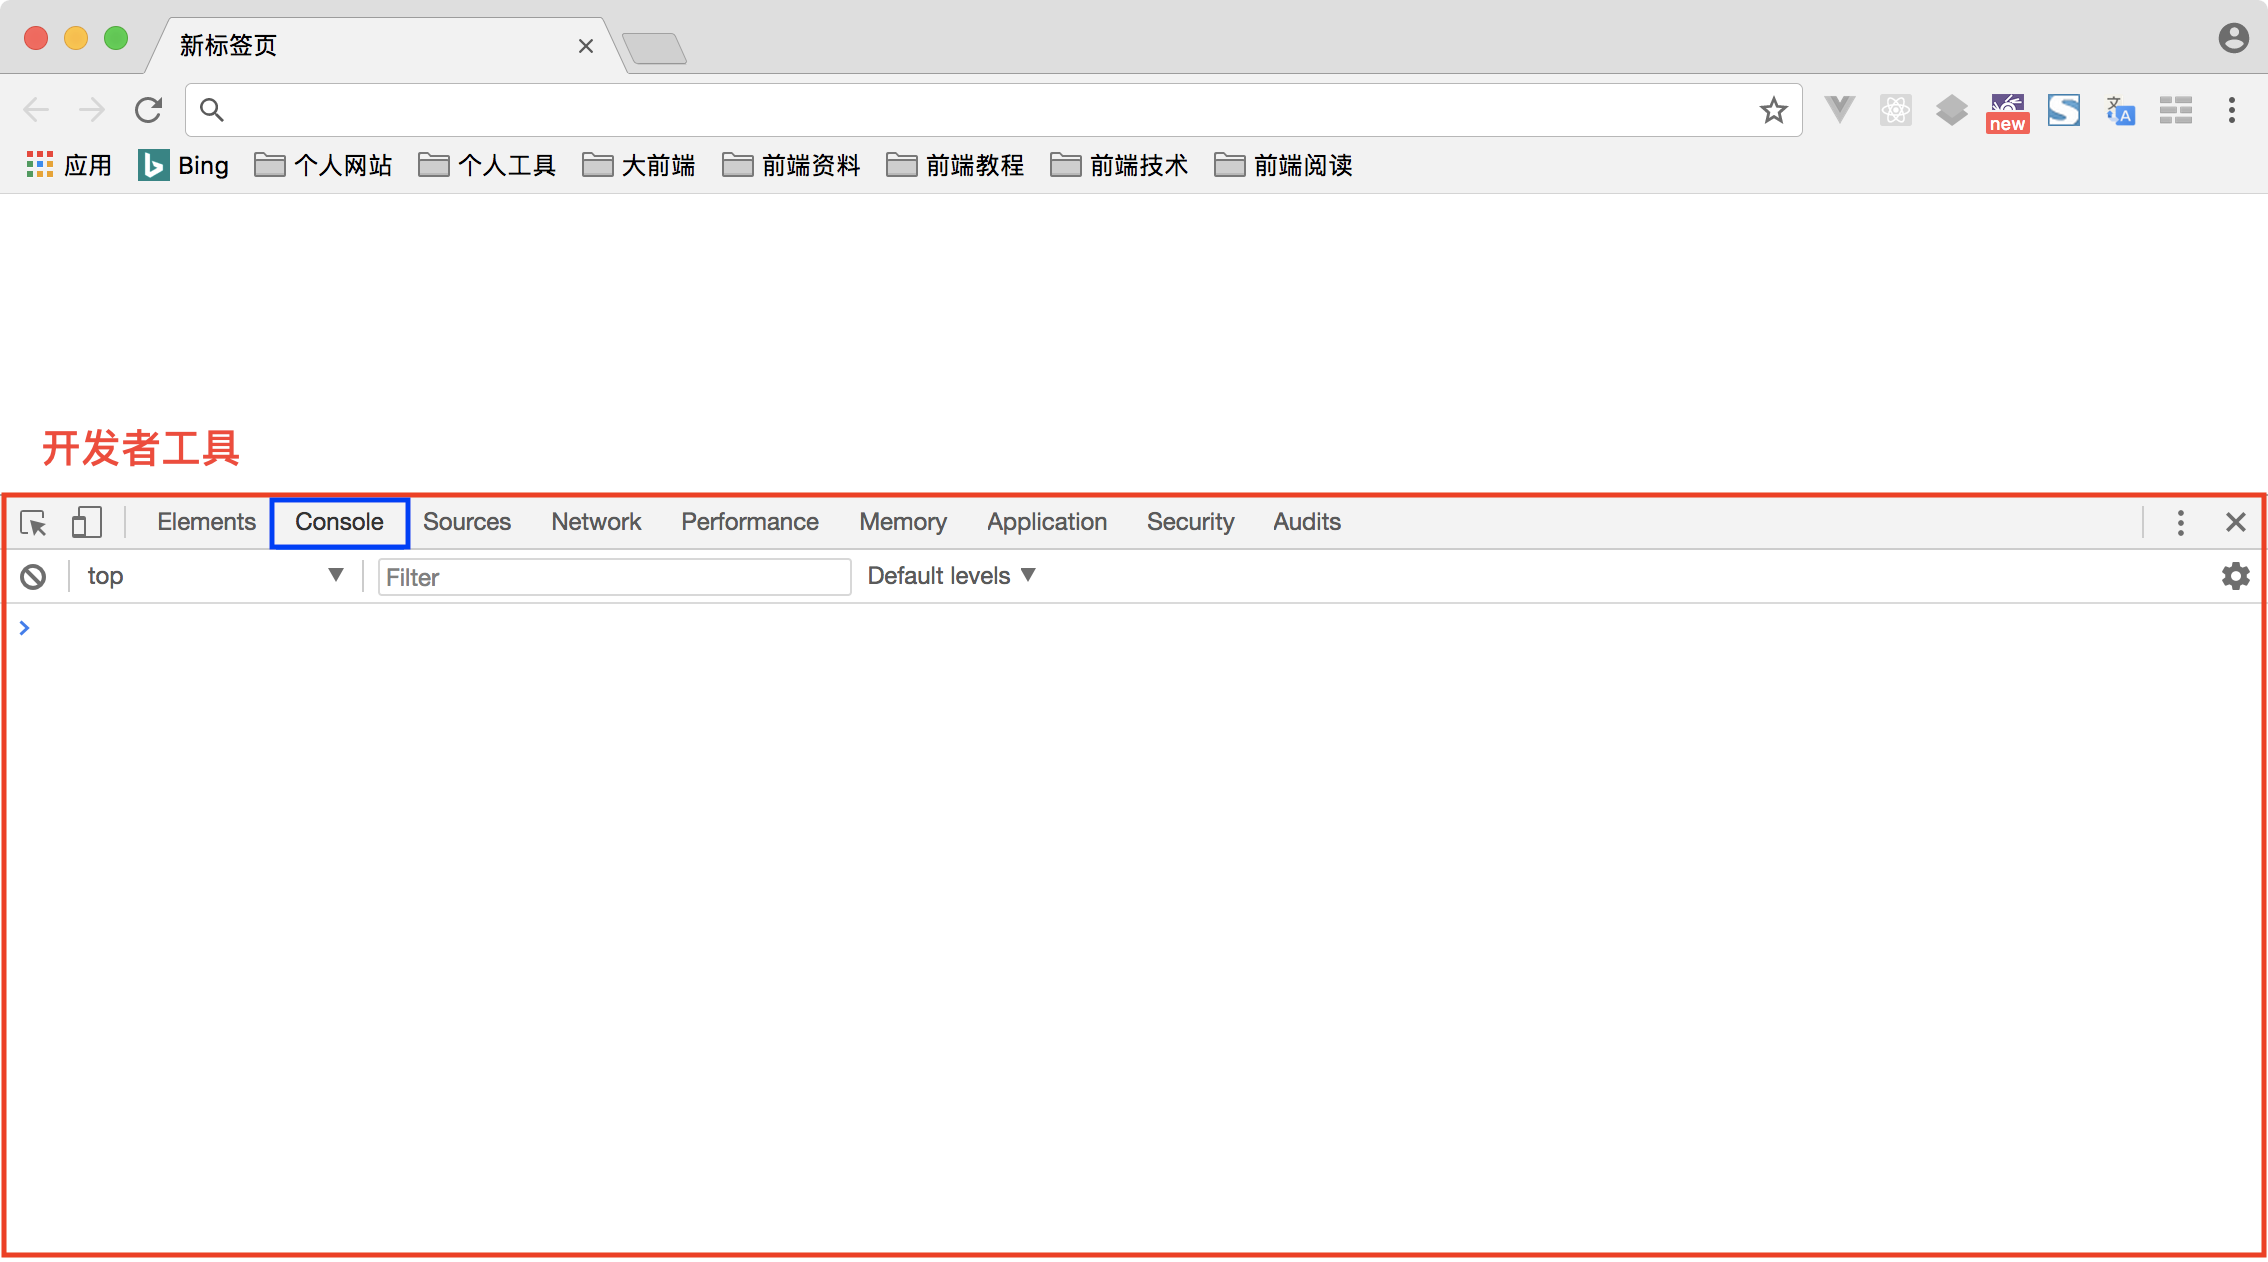 新标签页
new
应用 Bing 个人网站 个人工具 大前端 前端资料 前端教程 前端技术 前端阅读
开发者工具
Elements Console Sources Network Performance Memory Application Security Audits
top Filter Default levels